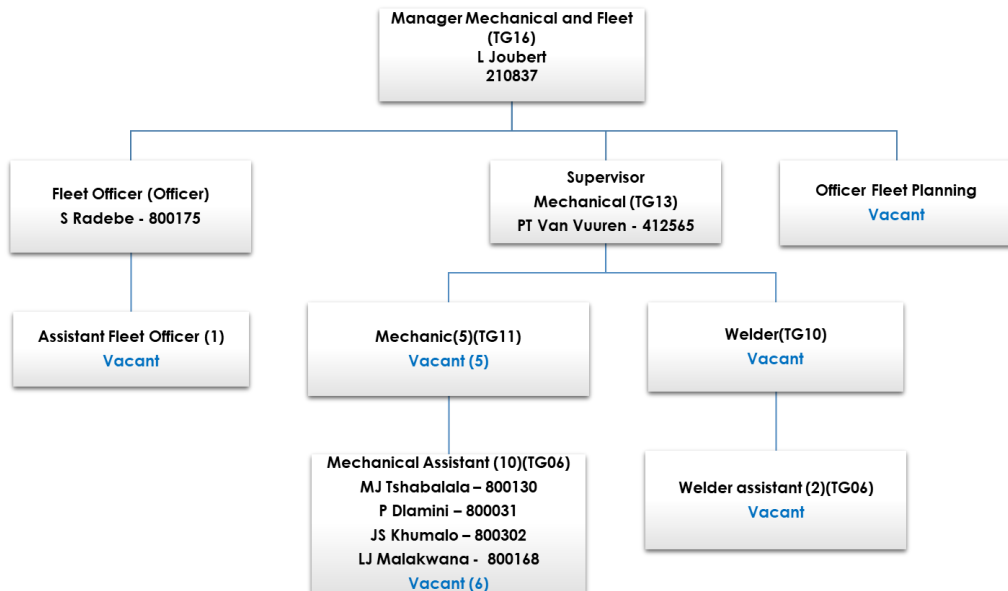 Manager Mechanical and Fleet
(TG16)
L Joubert
210837
Fleet Officer (Officer)
S Radebe - 800175
Supervisor
Mechanical (TG13)
PT Van Vuuren - 412565
Officer Fleet Planning
Vacant
Assistant Fleet Officer (1)
Vacant
Mechanic(5)(TG11)
Vacant (5)
Welder(TG10)
Vacant
Mechanical Assistant (10)(TG06)
MJ Tshabalala – 800130
P Dlamini – 800031
JS Khumalo – 800302
LJ Malakwana - 800168
Vacant (6)
Welder assistant (2)(TG06)
Vacant